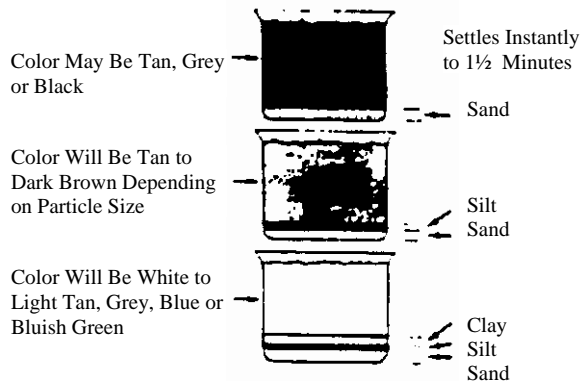 Color May Be Tan, Grey
or Black
Settles Instantly
to 1½ Minutes
Sand
Color Will Be Tan to
Dark Brown Depending
on Particle Size
Silt
Sand
Color Will Be White to
Light Tan, Grey, Blue or
Bluish Green
Clay
Silt
Sand